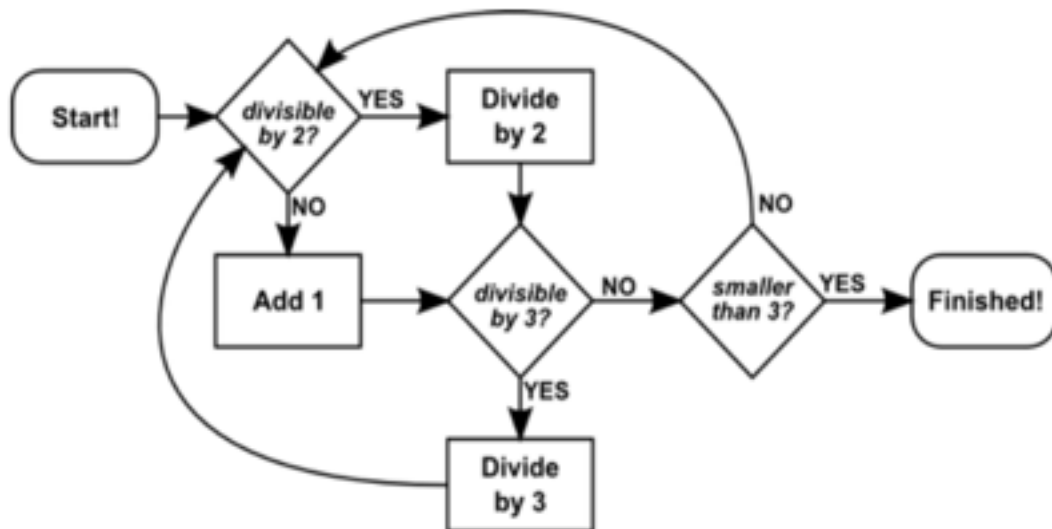 Start!
divisible
by 2?
YES
Divide
by 2
NO
Add 1
divisible
by 3?
NO
smaller
than 3?
NO
YES
Finished!
YES
Divide
by 3